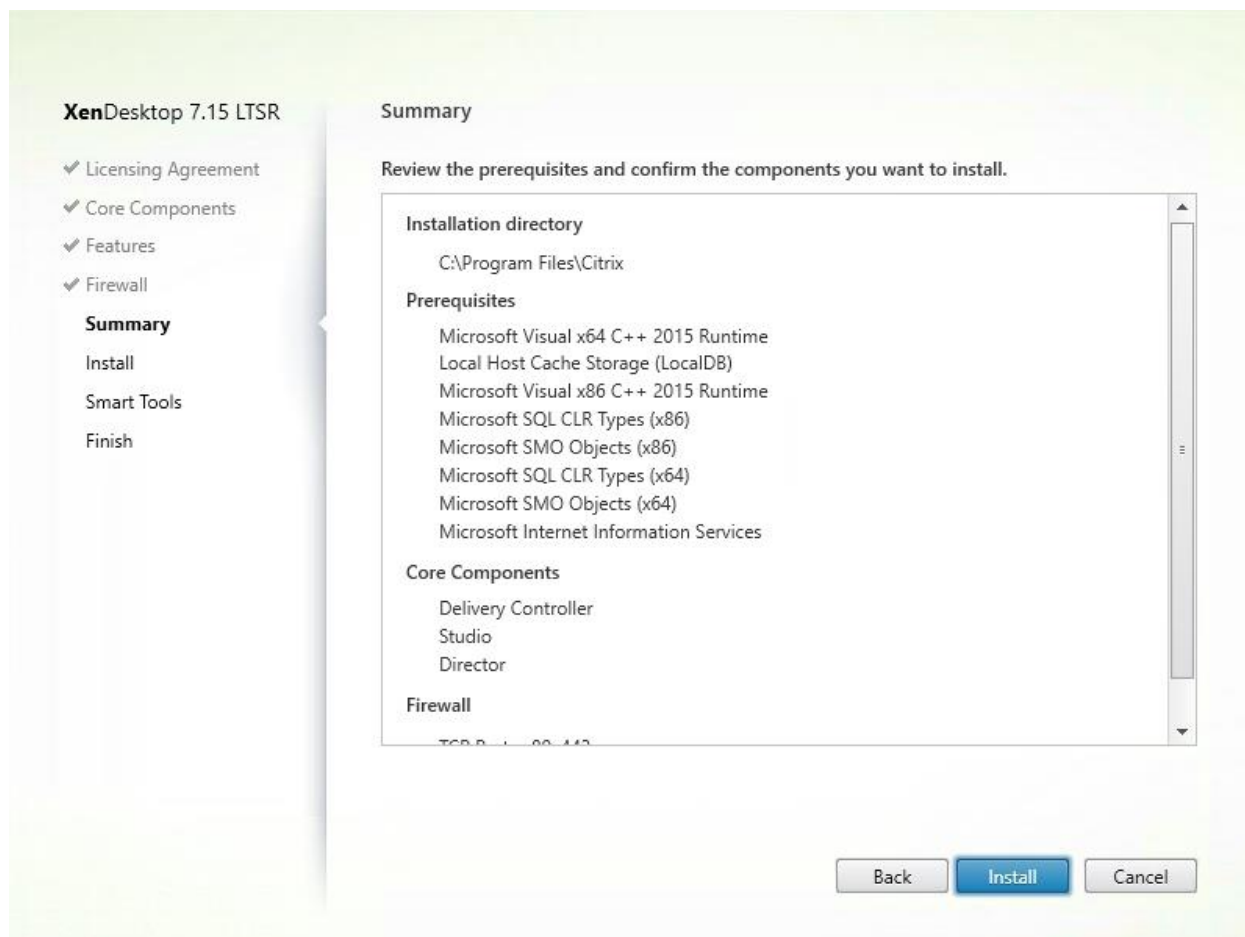 XenDesktop 7.15 LTSR
Licensing Agreement
Core Components
Features
Firewall
Summary
Install
Smart Tools
Finish
Summary
Review the prerequisites and confirm the components you want to install.
Installation directory
C:\Program Files\Citrix
Prerequisites
Microsoft Visual x64 C++ 2015 Runtime
Local Host Cache Storage (LocalDB)
Microsoft Visual x86 C++ 2015 Runtime
Microsoft SQL CLR Types (x86)
Microsoft SMO Objects (x86)
Microsoft SQL CLR Types (x64)
Microsoft SMO Objects (x64)
Microsoft Internet Information Services
Core Components
Delivery Controller
Studio
Director
Firewall
Back
Install
Cancel